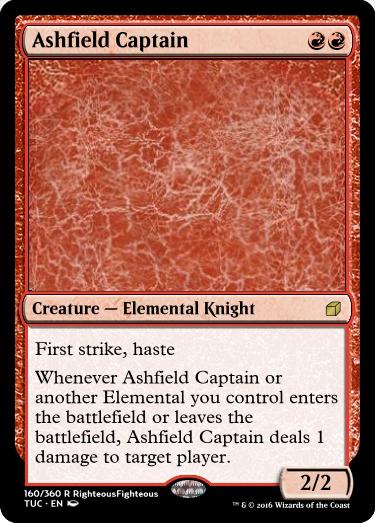 Ashfield Captain
Creature — Elemental Knight
First strike, haste
Whenever Ashfield Captain or
another Elemental you control enters
the battlefield or leaves the
battlefield, Ashfield Captain deals 1
damage to target player.
2/2
160/360 R RighteousFighteous
TUC · EN
™ & © 2016 Wizards of the Coast